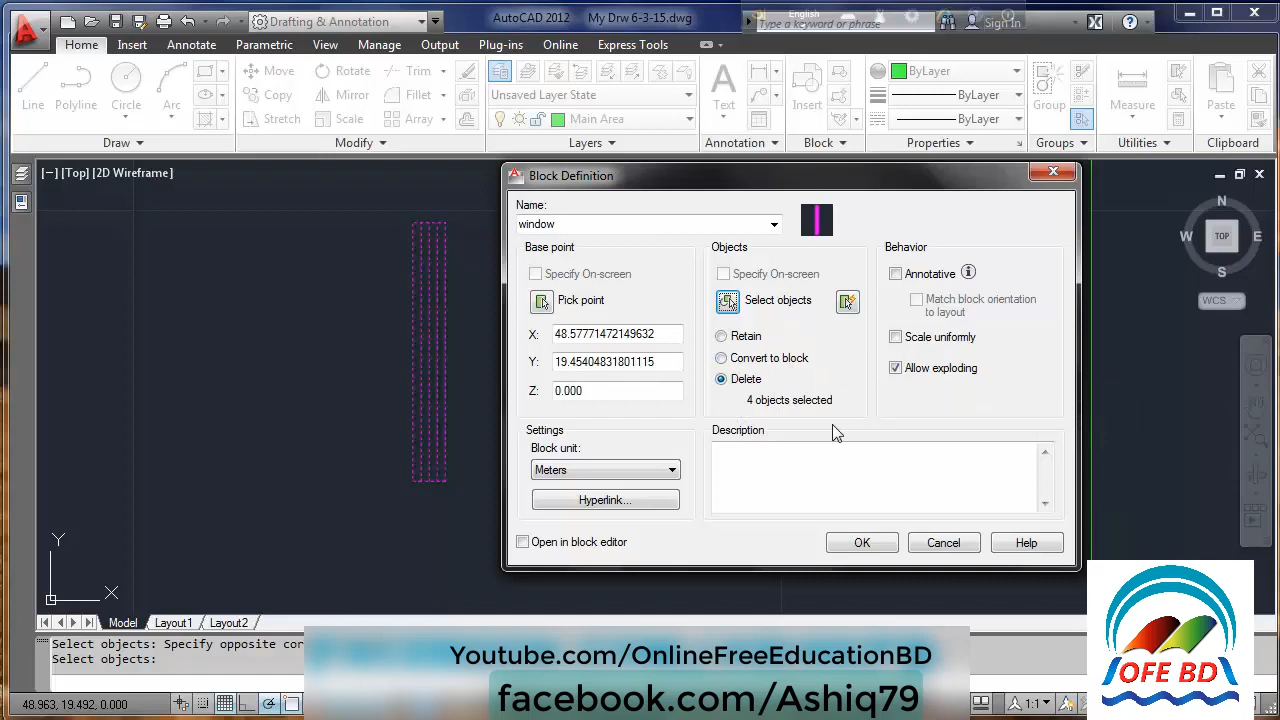 Drafting & Annotation
AutoCAD 2012 My Drw 6-3-15.dwg
English
Type a keyword or phrase
Sign In
Home Insert Annotate Parametric View Manage Output Plug-ins Online Express Tools
Line Polyline Circle Arc
Move Rotate Trim
Copy Mirror Fillet
Stretch Scale Array
Unsaved Layer State
Main Area
Text
Insert
ByLayer
ByLayer
ByLayer
Group
Measure
Paste
Draw Modify Layers Annotation Block Properties Groups Utilities Clipboard
[−] [Top] [2D Wireframe]
Block Definition
Name:
window
Base point
Specify On-screen
Pick point
X: 48.57771472149632
Y: 19.45404831801115
Z: 0.000
Objects
Specify On-screen
Select objects
Retain
Convert to block
Delete
4 objects selected
Behavior
Annotative
Match block orientation
to layout
Scale uniformly
Allow exploding
Settings
Block unit:
Meters
Hyperlink...
Description
Open in block editor
OK Cancel Help
N
W TOP E
S
WCS
Y
X
Model Layout1 Layout2
Select objects: Specify opposite cor
Select objects:
48.963, 19.492, 0.000
1:1
Youtube.com/OnlineFreeEducationBD
facebook.com/Ashiq79
OFE BD